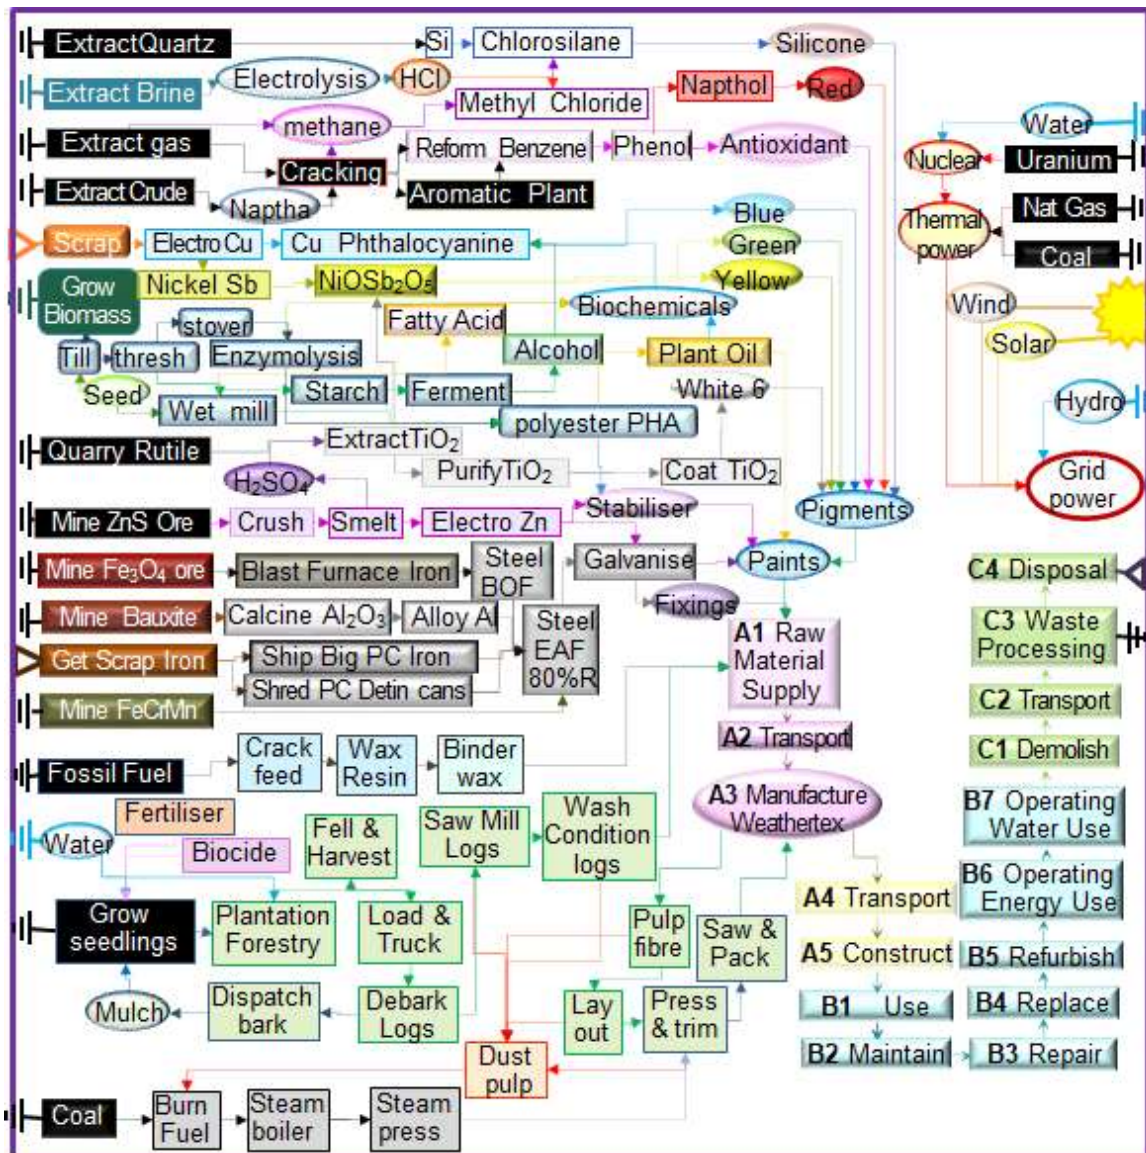 ExtractQuartz
Si
Chlorosilane
Silicone
Extract Brine
Electrolysis
HCl
Methyl Chloride
Napthol
Red
Extract gas
methane
Cracking
Reform Benzene
Phenol
Antioxidant
Extract Crude
Naptha
Aromatic Plant
Water
Nuclear
Uranium
Thermal
power
Nat Gas
Coal
Scrap
Electro Cu
Cu Phthalocyanine
Blue
Green
Yellow
Grow
Biomass
Nickel Sb
NiOSb₂O₅
Biochemicals
Wind
Solar
stover
Fatty Acid
Till
thresh
Enzymolysis
Alcohol
Plant Oil
Seed
Starch
Ferment
White 6
Wet mill
polyester PHA
Hydro
Quarry Rutile
ExtractTiO₂
H₂SO₄
PurifyTiO₂
Coat TiO₂
Grid
power
Mine ZnS Ore
Crush
Smelt
Electro Zn
Stabiliser
Pigments
Mine Fe₃O₄ ore
Blast Furnace Iron
Steel
BOF
Galvanise
Paints
Mine Bauxite
Calcine Al₂O₃
Alloy Al
Fixings
Get Scrap Iron
Ship Big PC Iron
Shred PC Detin cans
Steel
EAF
80%R
Mine FeCrMn
A1 Raw
Material
Supply
A2 Transport
A3 Manufacture
Weathertex
Fossil Fuel
Crack
feed
Wax
Resin
Binder
wax
Fertiliser
Water
Biocide
Fell &
Harvest
Saw Mill
Logs
Wash
Condition
logs
Grow
seedlings
Plantation
Forestry
Load &
Truck
Pulp
fibre
Saw &
Pack
Mulch
Dispatch
bark
Debark
Logs
Lay
out
Press
& trim
Dust
pulp
Coal
Burn
Fuel
Steam
boiler
Steam
press
A4 Transport
A5 Construct
B1 Use
B2 Maintain
B3 Repair
B4 Replace
B5 Refurbish
B6 Operating
Energy Use
B7 Operating
Water Use
C1 Demolish
C2 Transport
C3 Waste
Processing
C4 Disposal